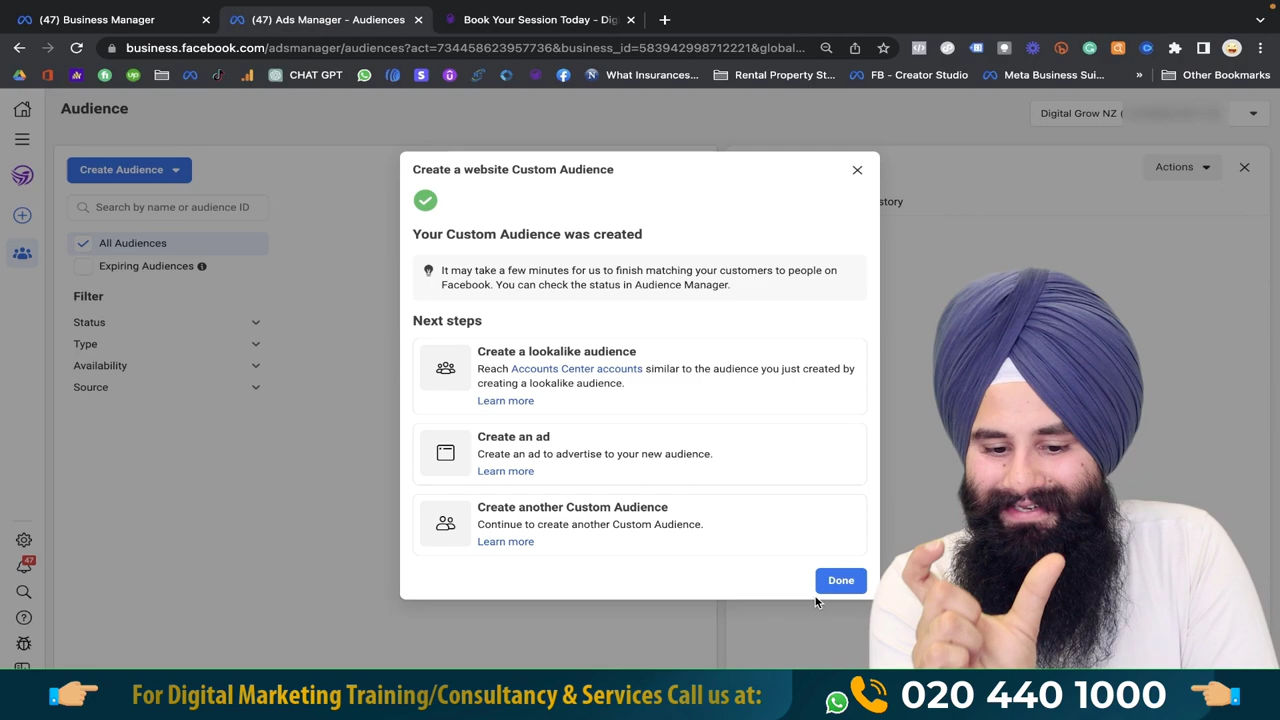 (47) Business Manager
(47) Ads Manager - Audiences
Book Your Session Today - Dig
business.facebook.com/adsmanager/audiences?act=734458623957736&business_id=583942998712221&global...
CHAT GPT
What Insurances...
Rental Property St...
FB - Creator Studio
Meta Business Sui...
»
Other Bookmarks
Audience
Digital Grow NZ (
Create Audience
Search by name or audience ID
All Audiences
Expiring Audiences
Filter
Status
Type
Availability
Source
47
Actions
story
Create a website Custom Audience
Your Custom Audience was created
It may take a few minutes for us to finish matching your customers to people on
Facebook. You can check the status in Audience Manager.
Next steps
Create a lookalike audience
Reach Accounts Center accounts similar to the audience you just created by
creating a lookalike audience.
Learn more
Create an ad
Create an ad to advertise to your new audience.
Learn more
Create another Custom Audience
Continue to create another Custom Audience.
Learn more
Done
For Digital Marketing Training/Consultancy & Services Call us at:
020 440 1000